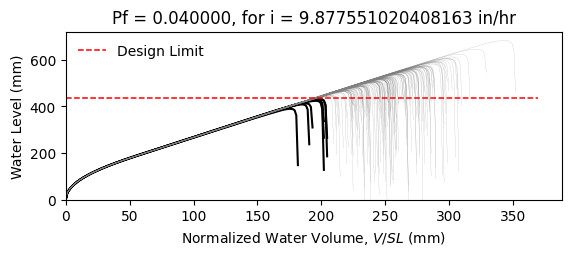 Pf = 0.040000, for i = 9.877551020408163 in/hr
Design Limit
Water Level (mm)
600
400
200
0
0 50 100 150 200 250 300 350
Normalized Water Volume, V/SL (mm)